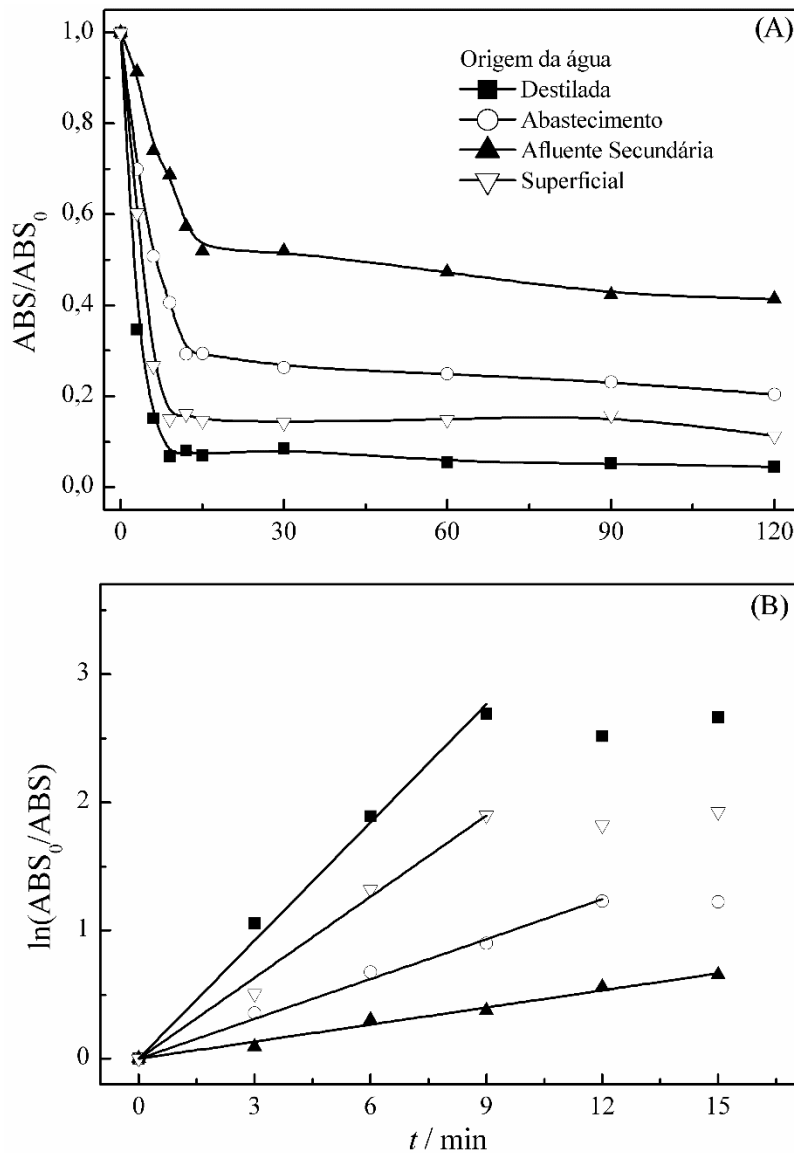 (A)
1,0
0,8
0,6
0,4
0,2
0,0
ABS/ABS₀
Origem da água
Destilada
Abastecimento
Afluente Secundária
Superficial
0 30 60 90 120
(B)
3
2
1
0
ln(ABS₀/ABS)
0 3 6 9 12 15
t / min